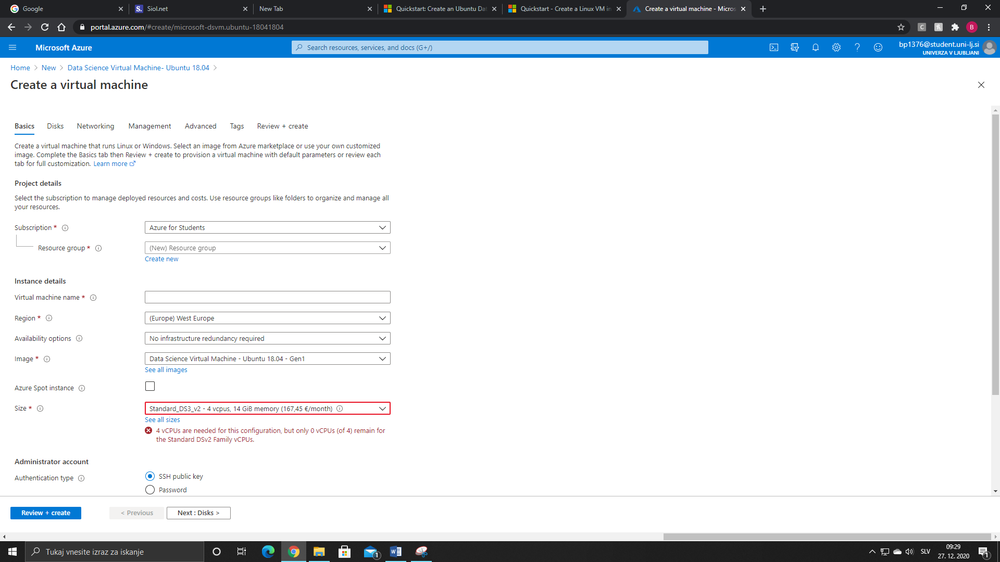 Google
Siol.net
New Tab
Quickstart: Create an Ubuntu Dat
Quickstart - Create a Linux VM in
Create a virtual machine - Micros
portal.azure.com/#create/microsoft-dsvm.ubuntu-18041804
Microsoft Azure
Search resources, services, and docs (G+/)
bp1376@student.uni-lj.si
UNIVERZA V LJUBLJANI
Home > New > Data Science Virtual Machine- Ubuntu 18.04 >
Create a virtual machine
Basics Disks Networking Management Advanced Tags Review + create
Create a virtual machine that runs Linux or Windows. Select an image from Azure marketplace or use your own customized
image. Complete the Basics tab then Review + create to provision a virtual machine with default parameters or review each
tab for full customization. Learn more
Project details
Select the subscription to manage deployed resources and costs. Use resource groups like folders to organize and manage all
your resources.
Subscription *
Azure for Students
Resource group *
(New) Resource group
Create new
Instance details
Virtual machine name *
Region *
(Europe) West Europe
Availability options
No infrastructure redundancy required
Image *
Data Science Virtual Machine - Ubuntu 18.04 - Gen1
See all images
Azure Spot instance
Size *
Standard_DS3_v2 - 4 vcpus, 14 GiB memory (167,45 €/month)
See all sizes
4 vCPUs are needed for this configuration, but only 0 vCPUs (of 4) remain for
the Standard DSv2 Family vCPUs.
Administrator account
Authentication type
SSH public key
Password
Review + create
< Previous
Next : Disks >
Tukaj vnesite izraz za iskanje
SLV
09:29
27. 12. 2020